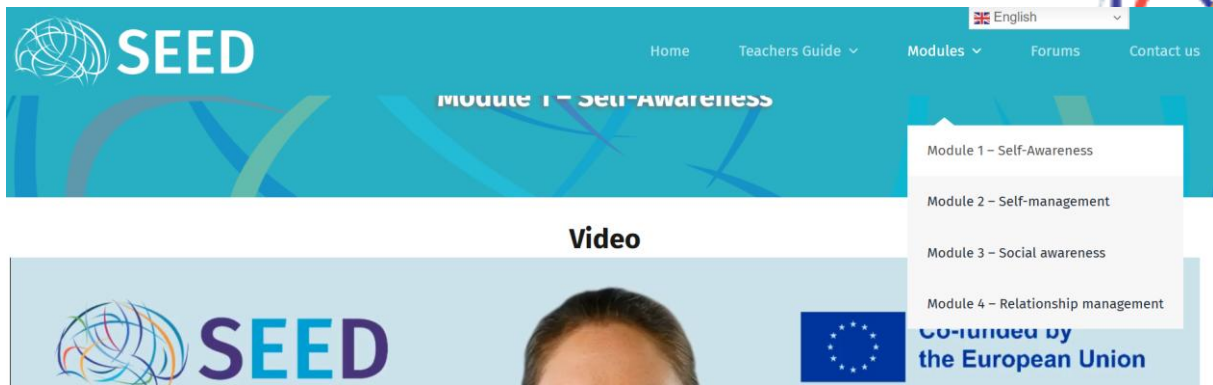 English
SEED
Home Teachers Guide Modules Forums Contact us
Module 1 – Self-Awareness
Module 1 – Self-Awareness
Module 2 – Self-management
Module 3 – Social awareness
Module 4 – Relationship management
Video
SEED
Co-funded by
the European Union